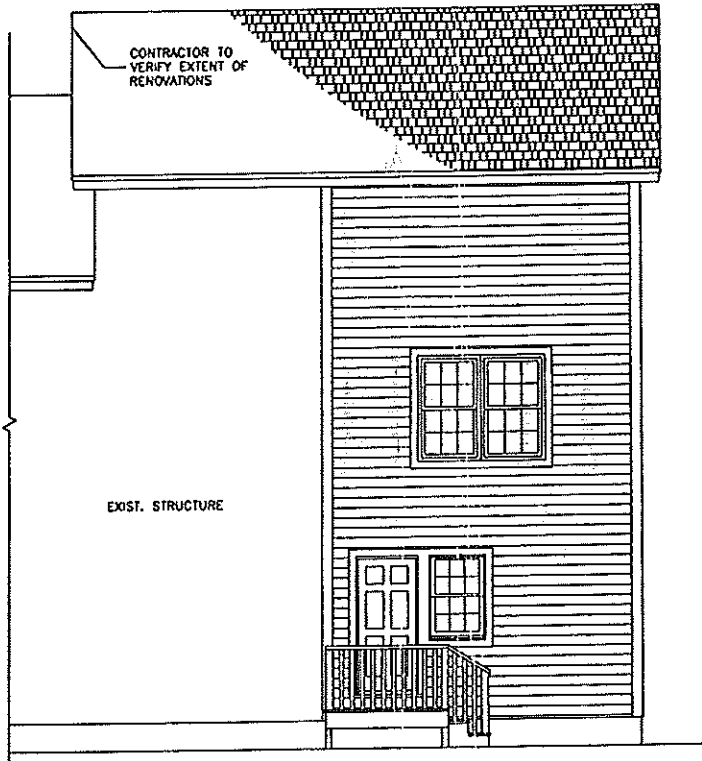 CONTRACTOR TO
VERIFY EXTENT OF
RENOVATIONS
EXIST. STRUCTURE